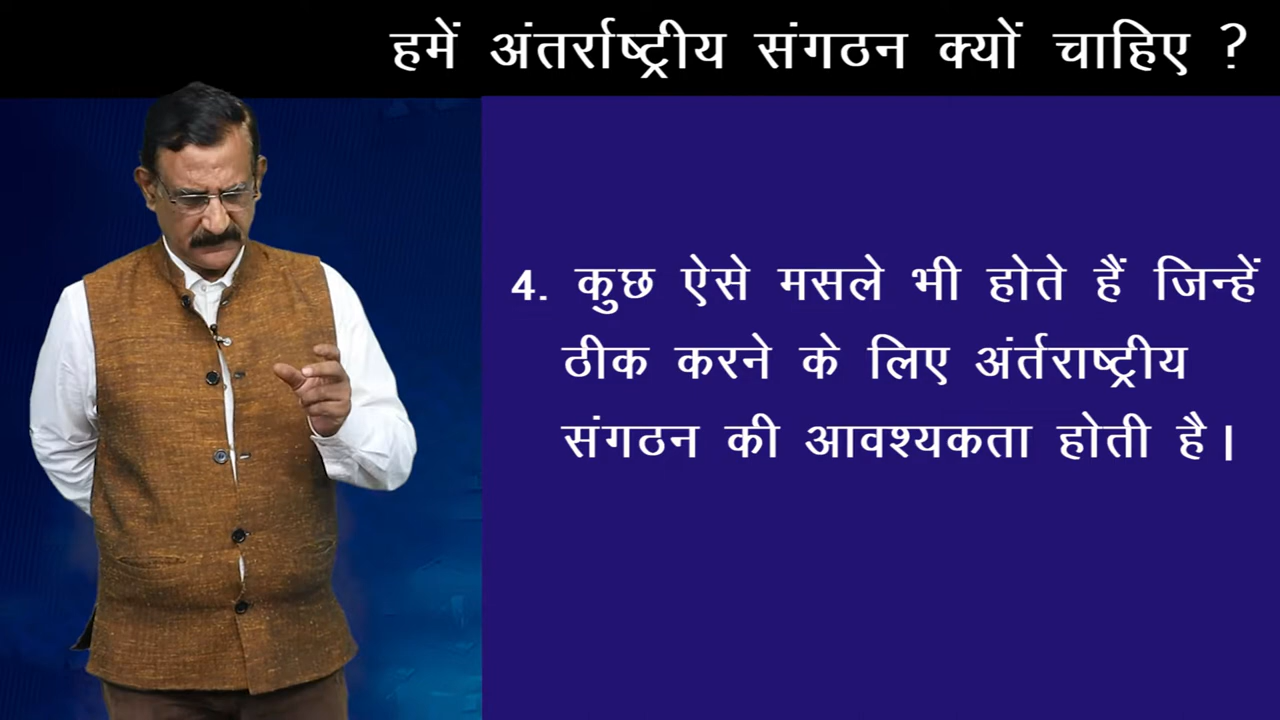 हमें अंतर्राष्ट्रीय संगठन क्यों चाहिए ?
4. कुछ ऐसे मसले भी होते हैं जिन्हें
ठीक करने के लिए अंर्तराष्ट्रीय
संगठन की आवश्यकता होती है।